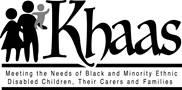 Khaas
Meeting the Needs of Black and Minority Ethnic
Disabled Children, Their Carers and Families